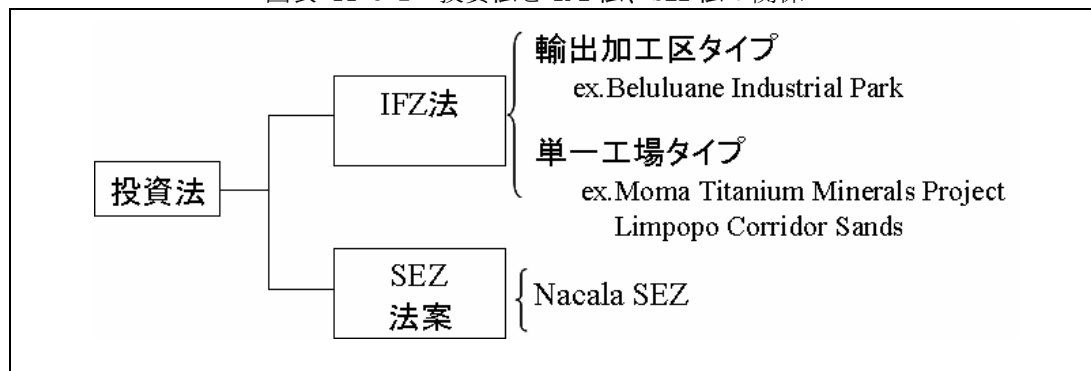 投資法
IFZ法
輸出加工区タイプ
ex.Beluluane Industrial Park
単一工場タイプ
ex.Moma Titanium Minerals Project
Limpopo Corridor Sands
SEZ
法案
Nacala SEZ